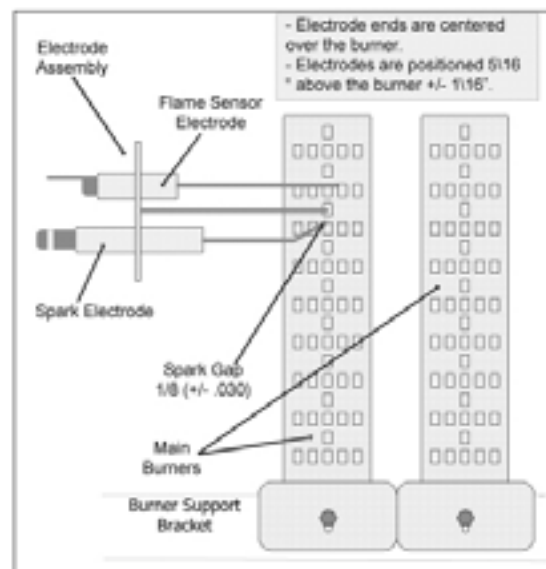 - Electrode ends are centered
over the burner.
- Electrodes are positioned 5\16
" above the burner +/- 1\16".
Electrode
Assembly
Flame Sensor
Electrode
Spark Electrode
Spark Gap
1/8 (+/- .030)
Main
Burners
Burner Support
Bracket